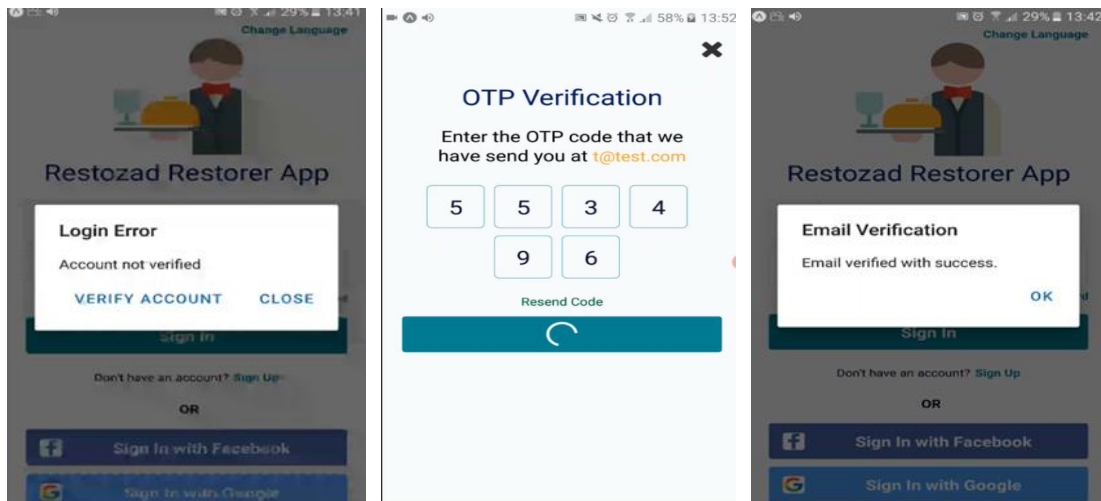 29% 13:41
Change Language
Restozad Restorer App
Login Error
Account not verified
VERIFY ACCOUNT CLOSE
Sign In
Don't have an account? Sign Up
OR
Sign In with Facebook
Sign In with Google
58% 13:52
OTP Verification
Enter the OTP code that we
have send you at t@test.com
5 5 3 4
9 6
Resend Code
29% 13:42
Change Language
Restozad Restorer App
Email Verification
Email verified with success.
OK
Sign In
Don't have an account? Sign Up
OR
Sign In with Facebook
Sign In with Google